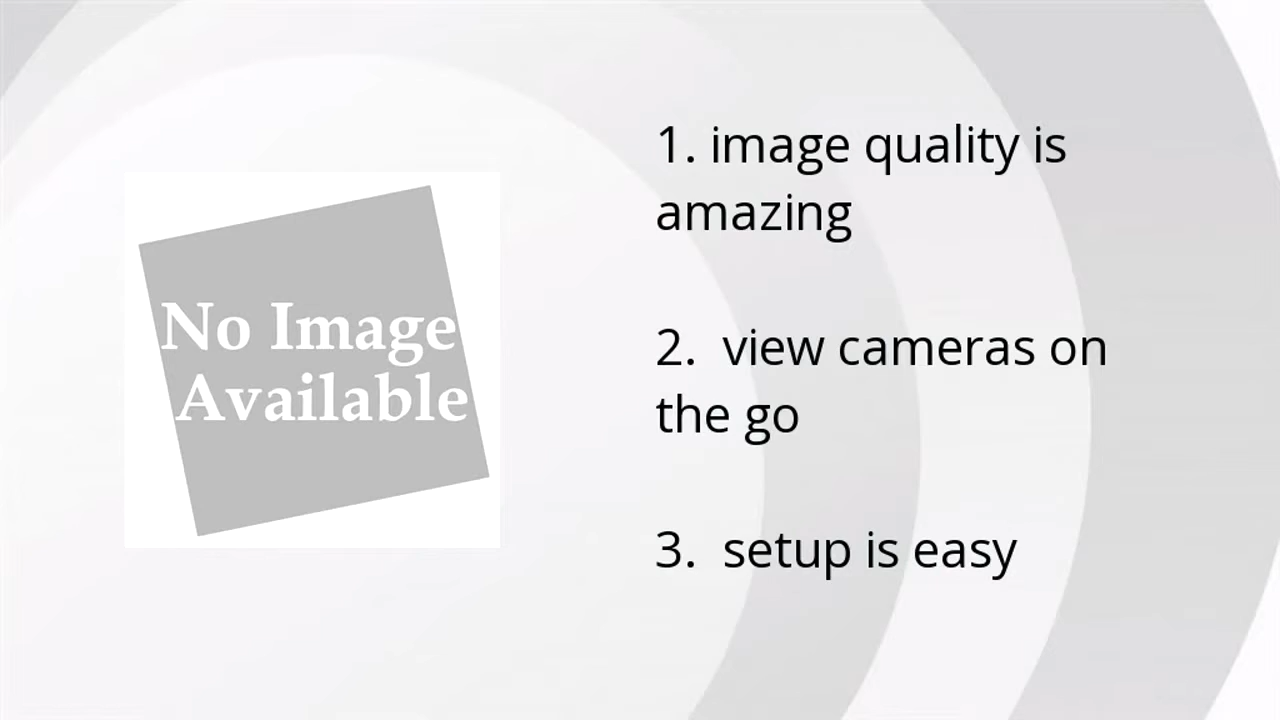 No Image
Available
1. image quality is
amazing
2.  view cameras on
the go
3.  setup is easy